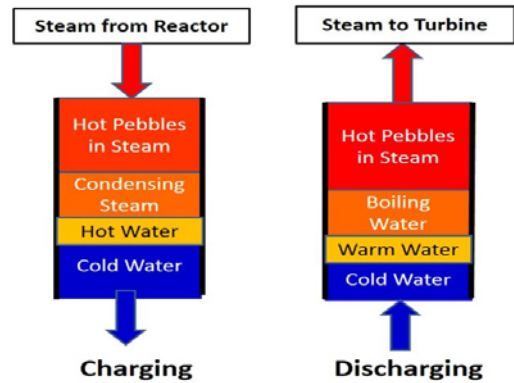 Steam from Reactor
Hot Pebbles
in Steam
Condensing
Steam
Hot Water
Cold Water
Charging
Steam to Turbine
Hot Pebbles
in Steam
Boiling
Water
Warm Water
Cold Water
Discharging